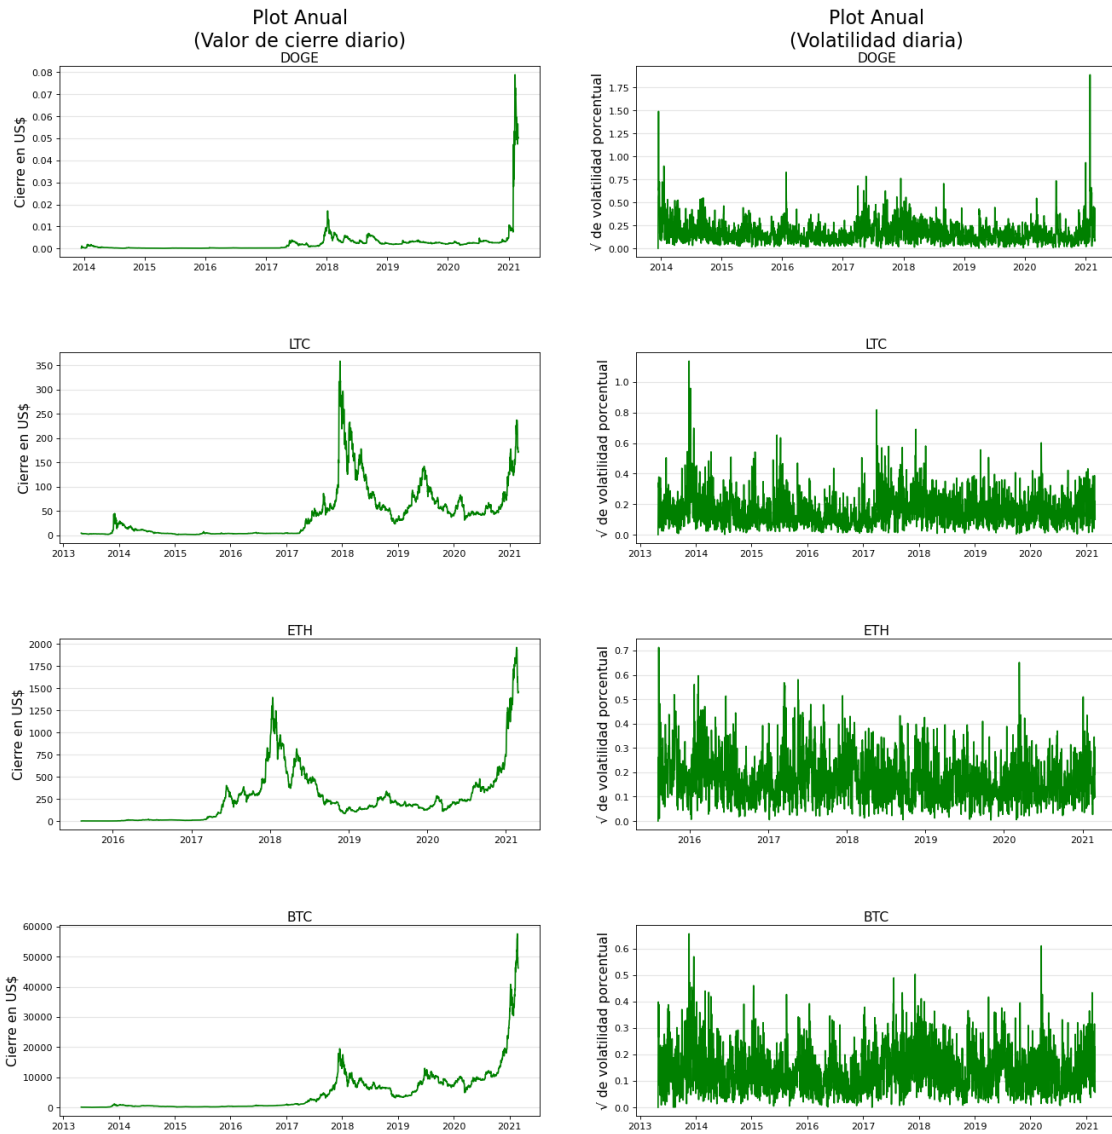 Plot Anual
(Valor de cierre diario)
DOGE
Cierre en US$
0.08
0.07
0.06
0.05
0.04
0.03
0.02
0.01
0.00
2014 2015 2016 2017 2018 2019 2020 2021
Plot Anual
(Volatilidad diaria)
DOGE
√ de volatilidad porcentual
1.75
1.50
1.25
1.00
0.75
0.50
0.25
0.00
2014 2015 2016 2017 2018 2019 2020 2021
LTC
Cierre en US$
350
300
250
200
150
100
50
0
2013 2014 2015 2016 2017 2018 2019 2020 2021
LTC
√ de volatilidad porcentual
1.0
0.8
0.6
0.4
0.2
0.0
2013 2014 2015 2016 2017 2018 2019 2020 2021
ETH
Cierre en US$
2000
1750
1500
1250
1000
750
500
250
0
2016 2017 2018 2019 2020 2021
ETH
√ de volatilidad porcentual
0.7
0.6
0.5
0.4
0.3
0.2
0.1
0.0
2016 2017 2018 2019 2020 2021
BTC
Cierre en US$
60000
50000
40000
30000
20000
10000
0
2013 2014 2015 2016 2017 2018 2019 2020 2021
BTC
√ de volatilidad porcentual
0.6
0.5
0.4
0.3
0.2
0.1
0.0
2013 2014 2015 2016 2017 2018 2019 2020 2021